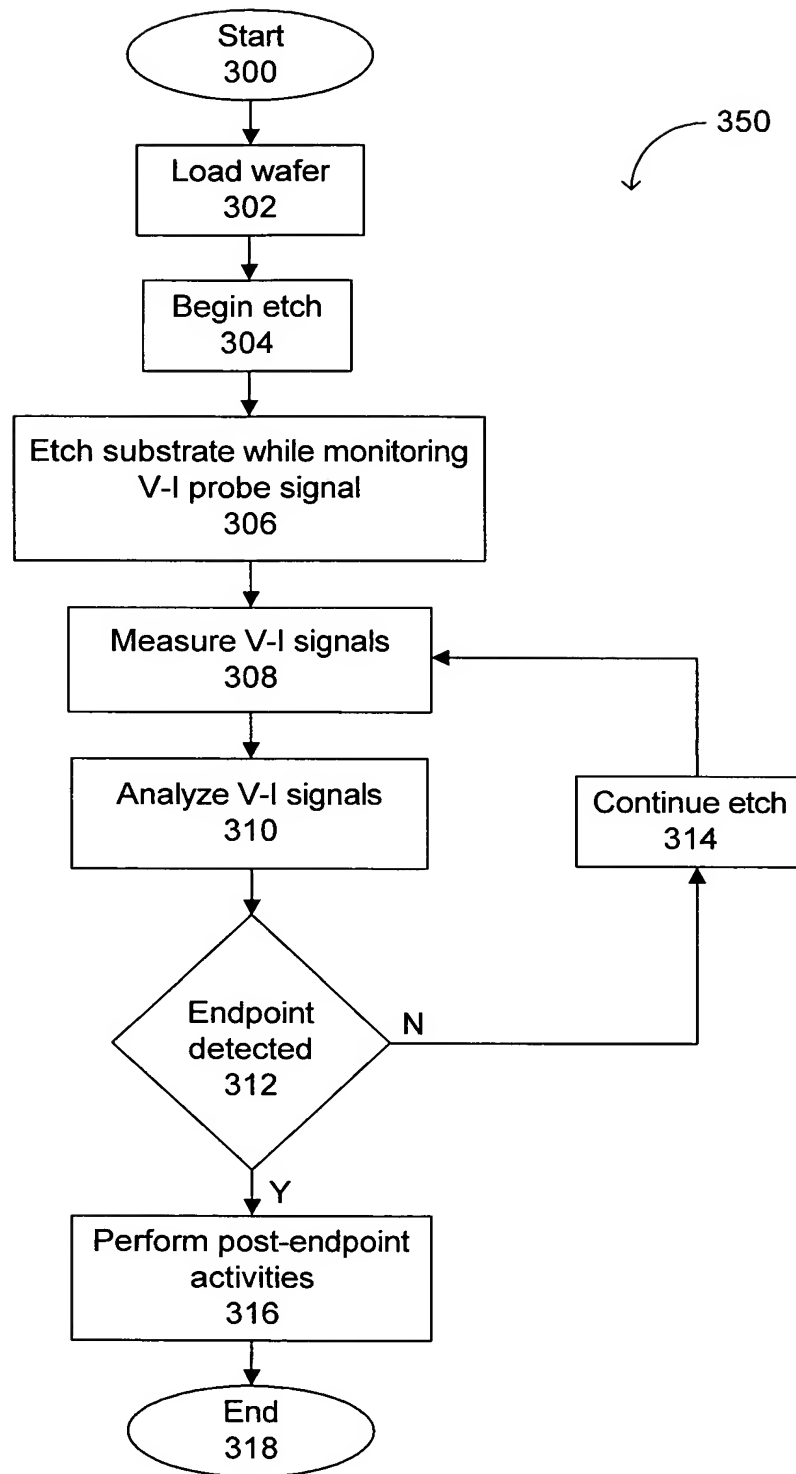 Start
300
350
Load wafer
302
Begin etch
304
Etch substrate while monitoring
V-I probe signal
306
Measure V-I signals
308
Analyze V-I signals
310
Continue etch
314
Endpoint
detected
312
N
Y
Perform post-endpoint
activities
316
End
318